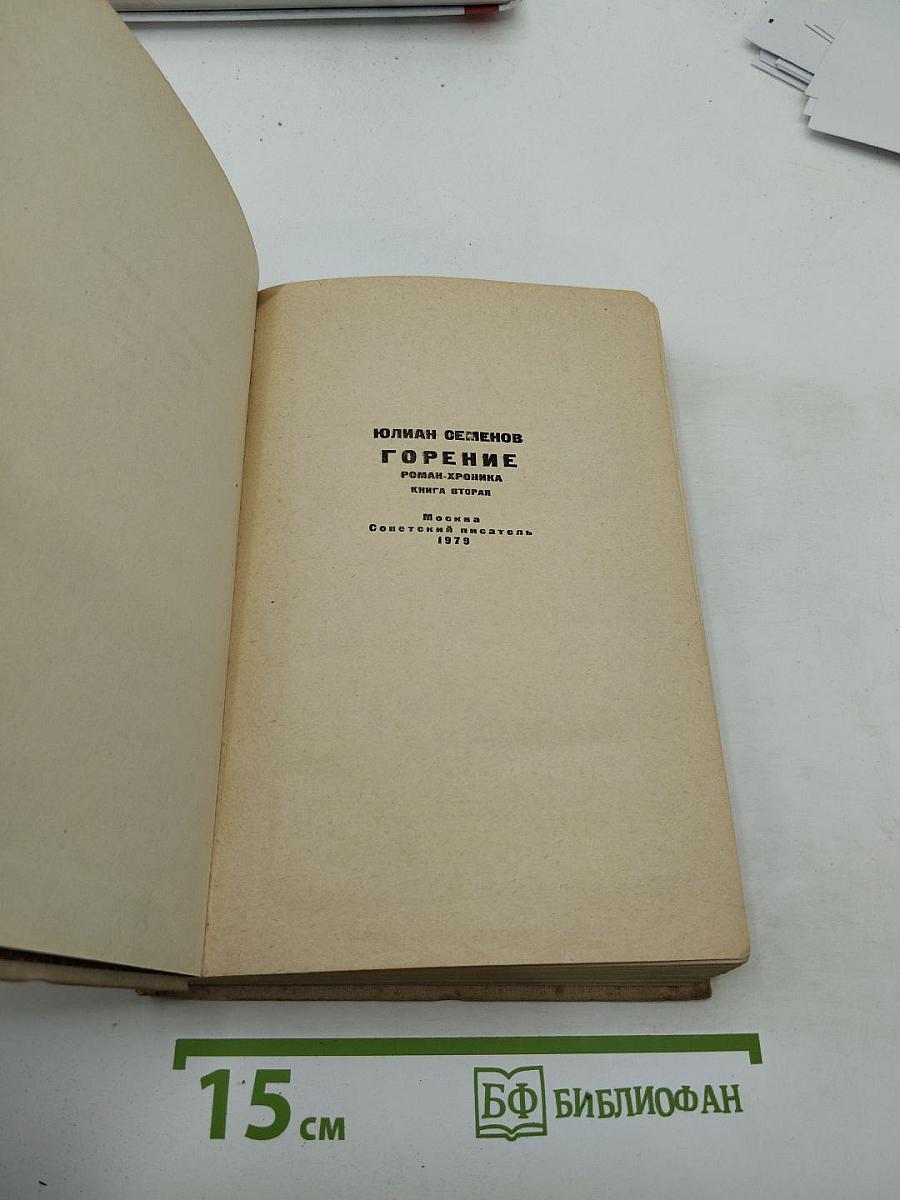 ЮЛИАН СЕМЕНОВ
ГОРЕНИЕ
РОМАН-ХРОНИКА
КНИГА ВТОРАЯ
Москва
Советский писатель
1979
15 см
БФ БИБЛИОФАН